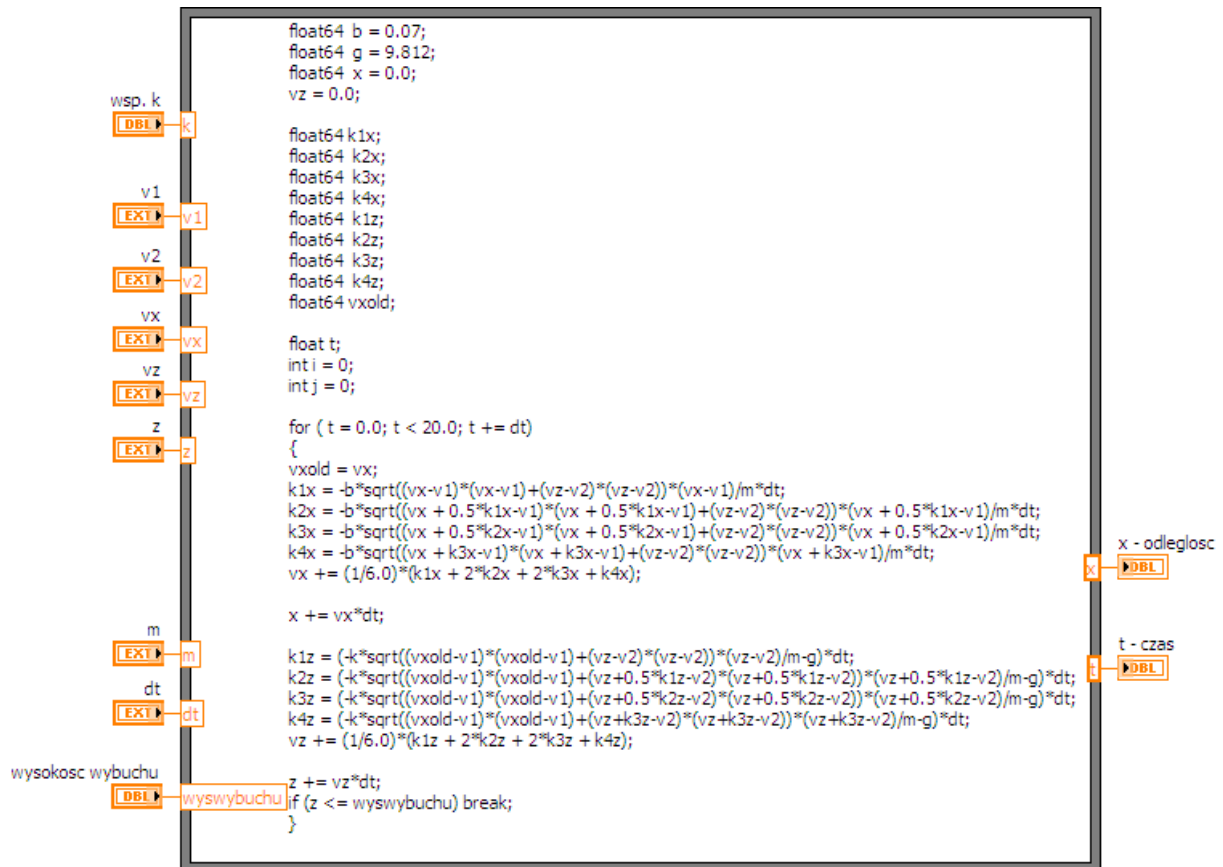 float64 b = 0.07;
float64 g = 9.812;
float64 x = 0.0;
vz = 0.0;
wsp. k
DBL
k
float64 k1x;
float64 k2x;
float64 k3x;
float64 k4x;
float64 k1z;
float64 k2z;
float64 k3z;
float64 k4z;
float64 vxold;
v1
EXT
v1
v2
EXT
v2
vx
EXT
vx
vz
EXT
vz
z
EXT
z
float t;
int i = 0;
int j = 0;
for ( t = 0.0; t < 20.0; t += dt)
{
vxold = vx;
k1x = -b*sqrt((vx-v1)*(vx-v1)+(vz-v2)*(vz-v2))*(vx-v1)/m*dt;
k2x = -b*sqrt((vx + 0.5*k1x-v1)*(vx + 0.5*k1x-v1)+(vz-v2)*(vz-v2))*(vx + 0.5*k1x-v1)/m*dt;
k3x = -b*sqrt((vx + 0.5*k2x-v1)*(vx + 0.5*k2x-v1)+(vz-v2)*(vz-v2))*(vx + 0.5*k2x-v1)/m*dt;
k4x = -b*sqrt((vx + k3x-v1)*(vx + k3x-v1)+(vz-v2)*(vz-v2))*(vx + k3x-v1)/m*dt;
vx += (1/6.0)*(k1x + 2*k2x + 2*k3x + k4x);
x += vx*dt;
k1z = (-k*sqrt((vxold-v1)*(vxold-v1)+(vz-v2)*(vz-v2))*(vz-v2)/m-g)*dt;
k2z = (-k*sqrt((vxold-v1)*(vxold-v1)+(vz+0.5*k1z-v2)*(vz+0.5*k1z-v2))*(vz+0.5*k1z-v2)/m-g)*dt;
k3z = (-k*sqrt((vxold-v1)*(vxold-v1)+(vz+0.5*k2z-v2)*(vz+0.5*k2z-v2))*(vz+0.5*k2z-v2)/m-g)*dt;
k4z = (-k*sqrt((vxold-v1)*(vxold-v1)+(vz+k3z-v2)*(vz+k3z-v2))*(vz+k3z-v2)/m-g)*dt;
vz += (1/6.0)*(k1z + 2*k2z + 2*k3z + k4z);
z += vz*dt;
if (z <= wyswybuchu) break;
}
m
EXT
m
dt
EXT
dt
wysokosc wybuchu
DBL
wyswybuchu
x - odleglosc
x
DBL
t - czas
t
DBL